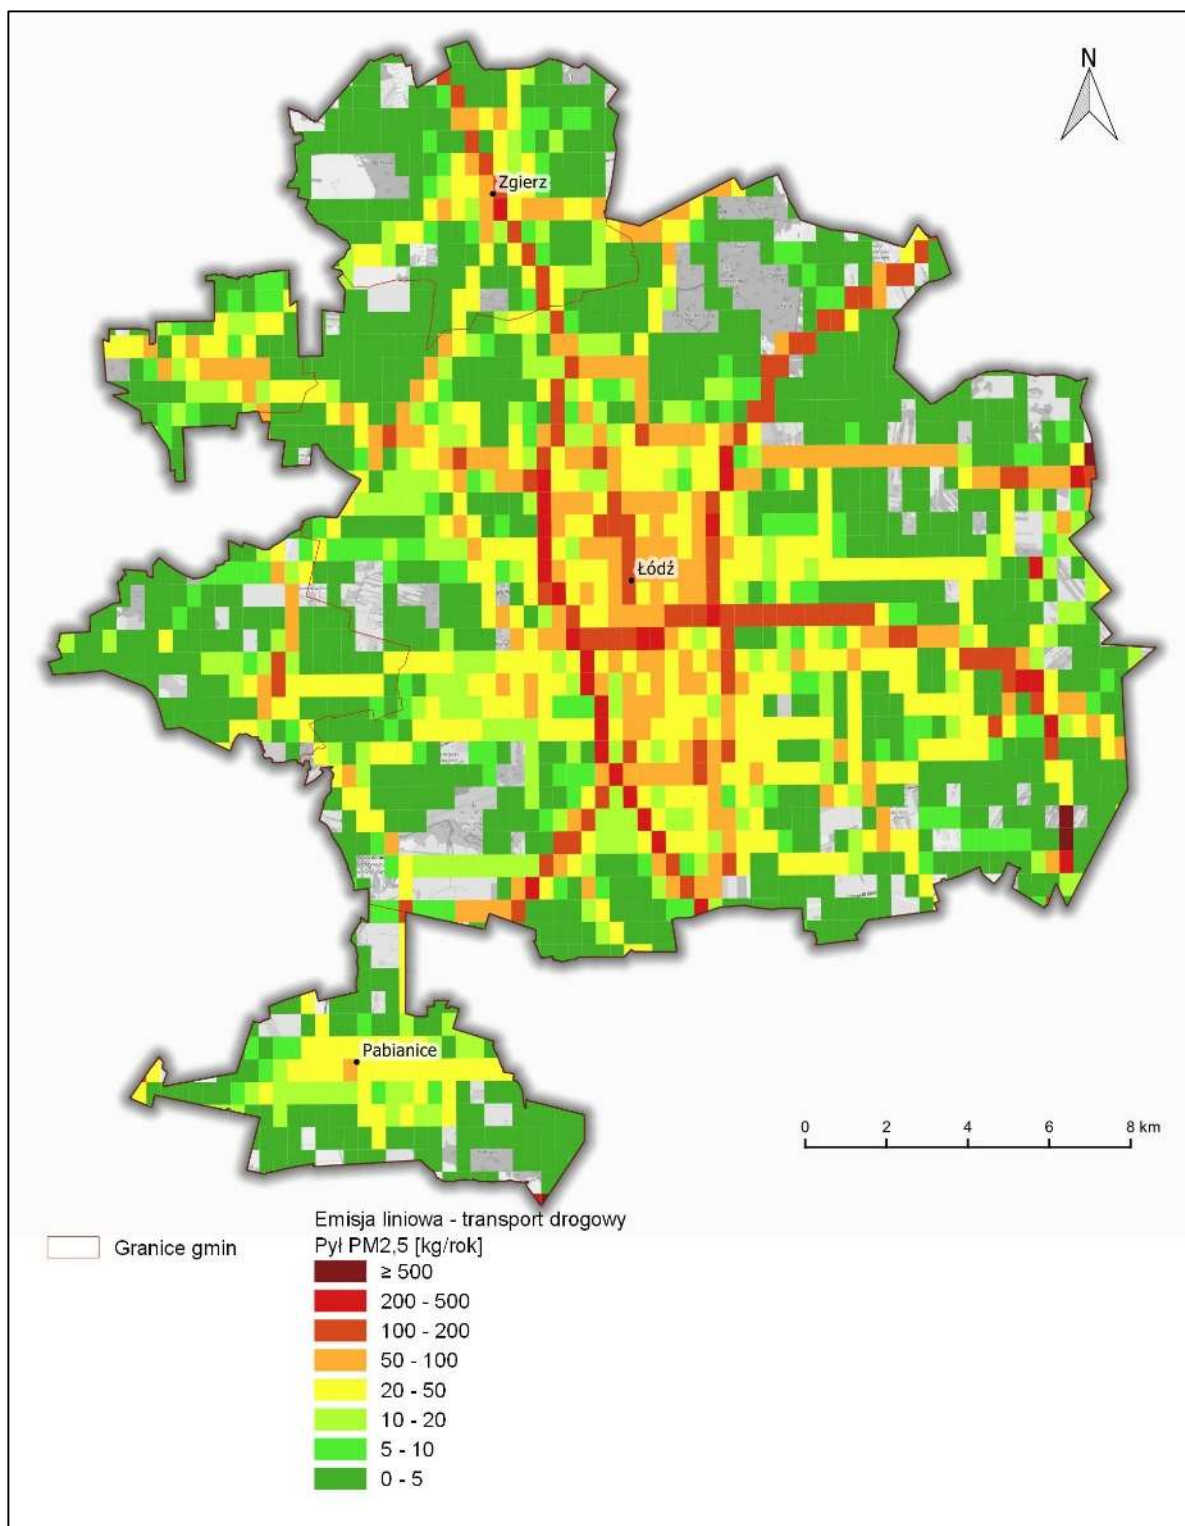 N
Zgierz
Łódź
Pabianice
0 2 4 6 8 km
Emisja liniowa - transport drogowy
Granice gmin
Pył PM2,5 [kg/rok]
≥ 500
200 - 500
100 - 200
50 - 100
20 - 50
10 - 20
5 - 10
0 - 5